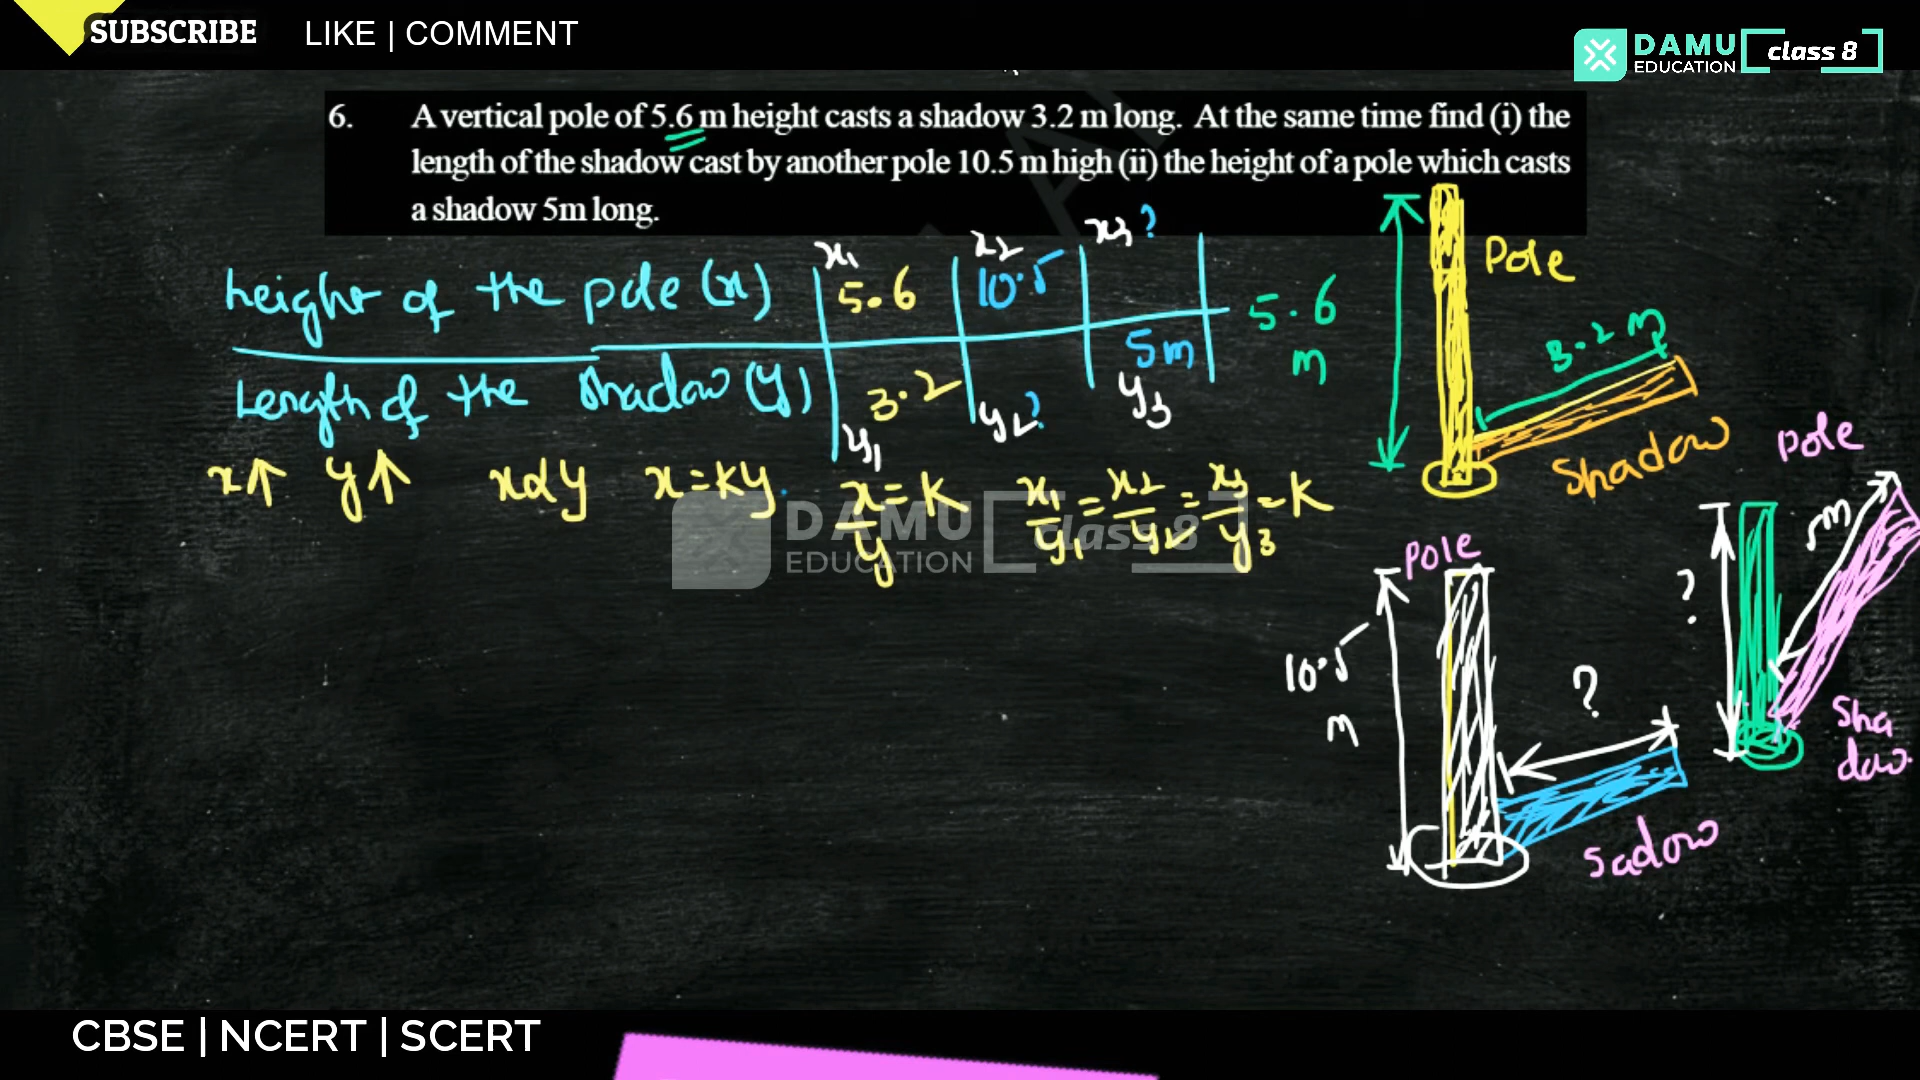 SUBSCRIBE LIKE | COMMENT
DAMU EDUCATION class 8
6. A vertical pole of 5.6 m height casts a shadow 3.2 m long. At the same time find (i) the
length of the shadow cast by another pole 10.5 m high (ii) the height of a pole which casts
a shadow 5m long.
x1 x2 x3 ?
height of the pole (x) 5.6 10.5
Length of the shadow (y) 3.2 5m
y1 y2? y3
x↑ y↑ x α y x = ky x/y = K x1/y1 = x2/y2 = x3/y3 = K
DAMU EDUCATION class 8
Pole
5.6 m
3.2 m
Shadow
Pole
10.5 m
?
Sadow
Pole
5m
?
Sha
dow
CBSE | NCERT | SCERT